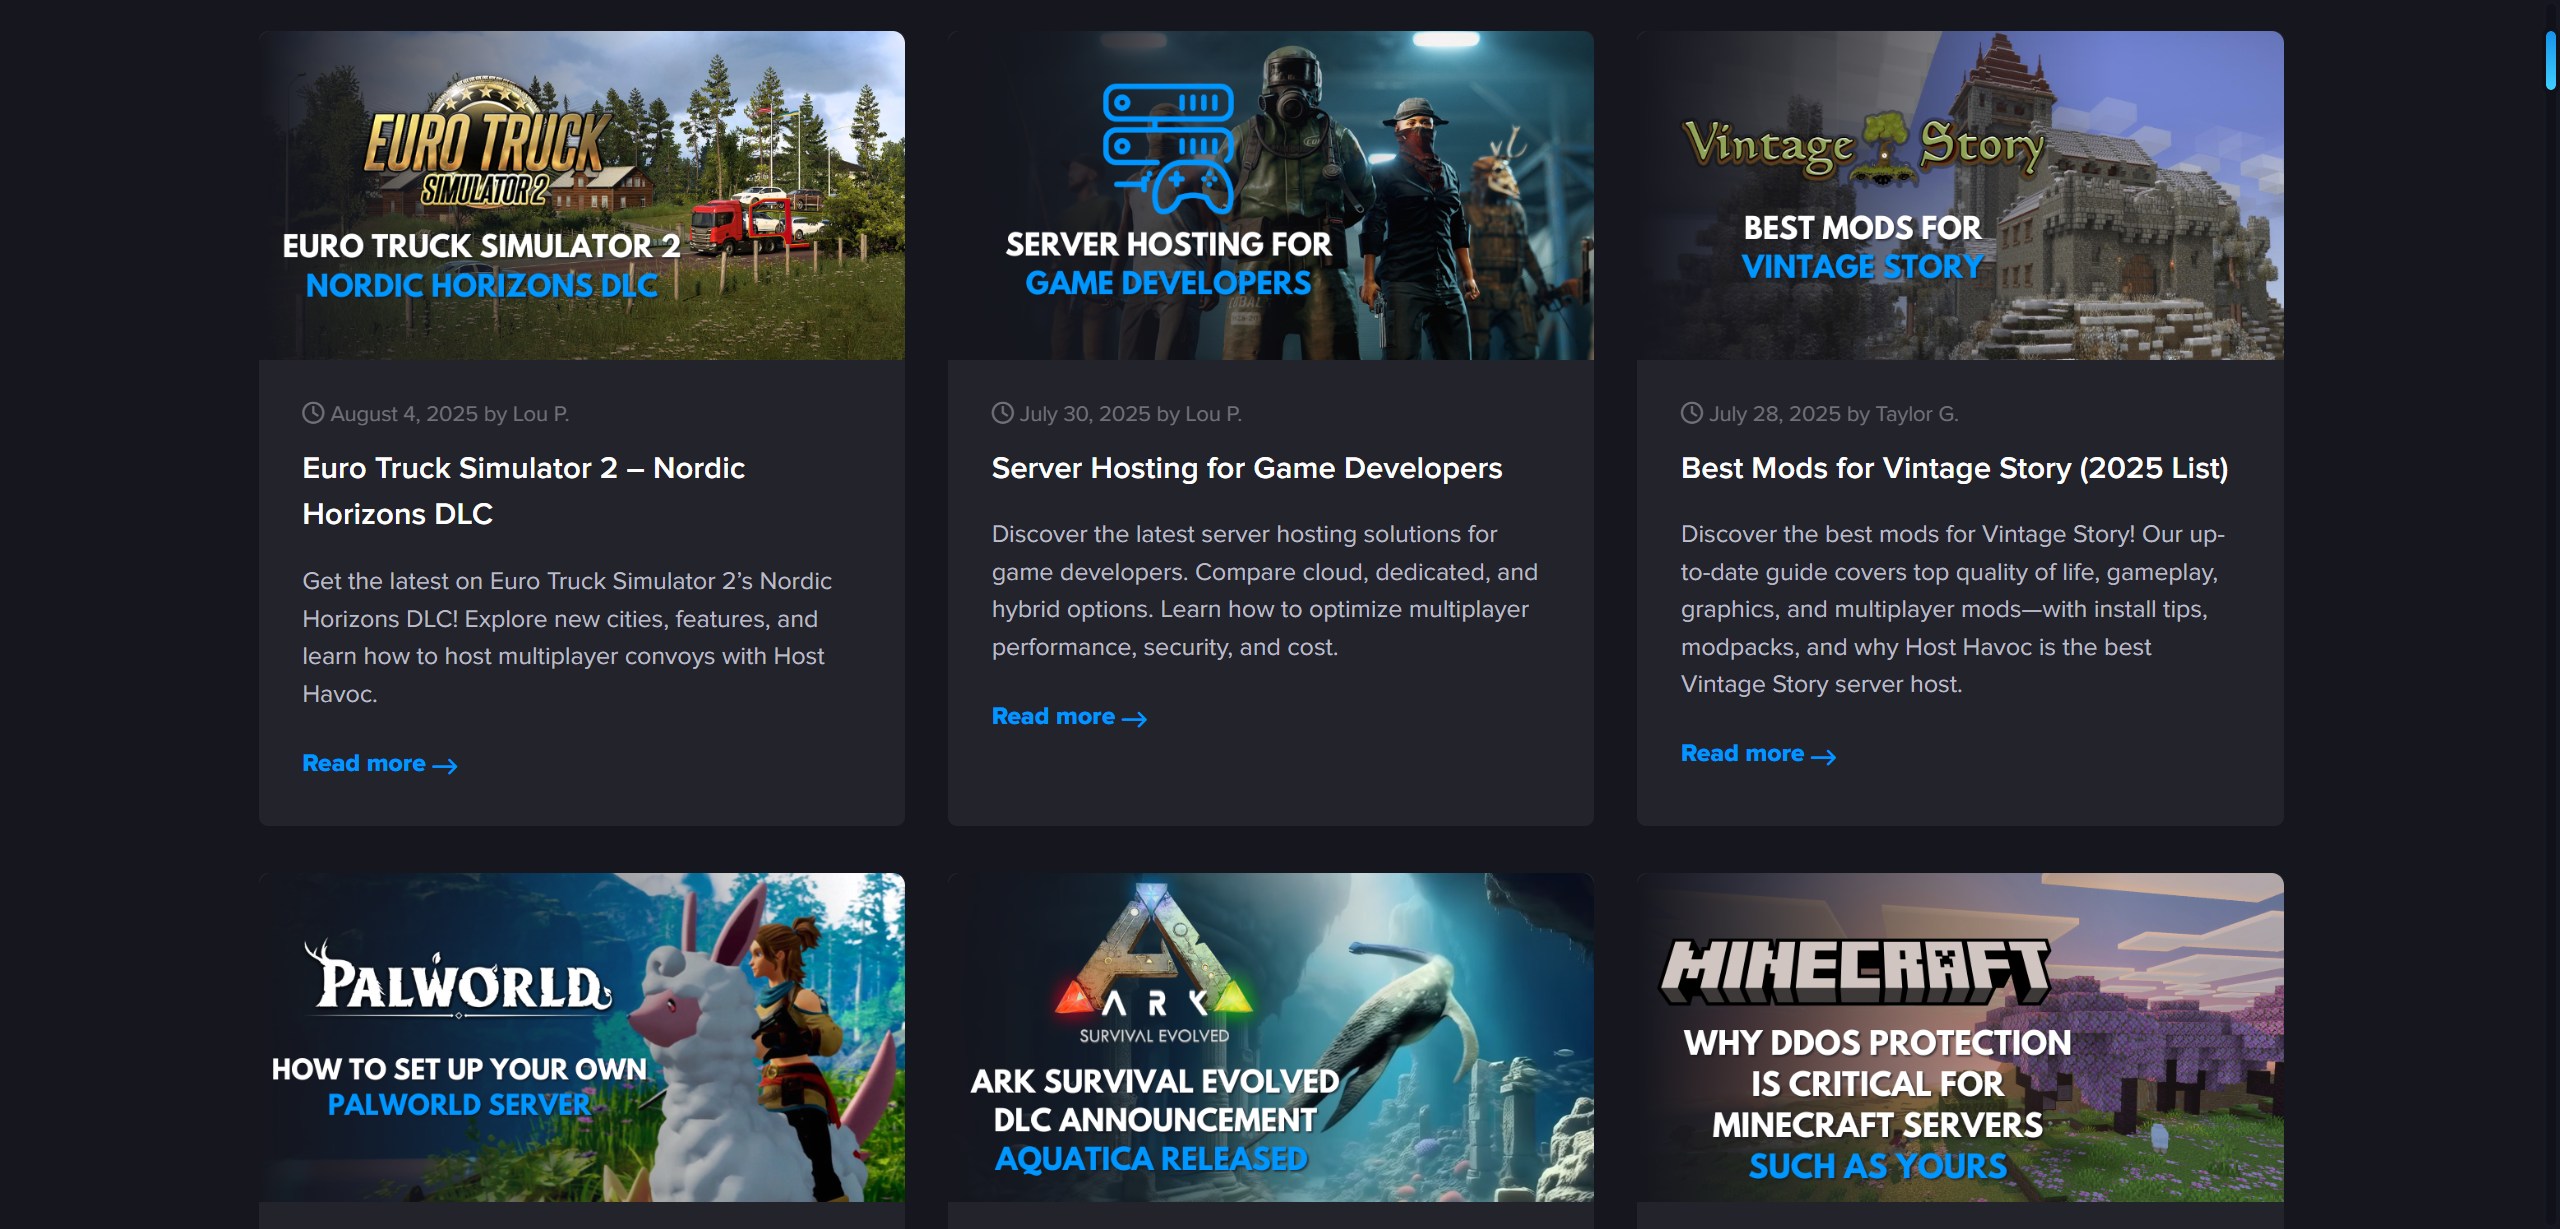 EURO TRUCK
SIMULATOR 2
EURO TRUCK SIMULATOR 2
NORDIC HORIZONS DLC
August 4, 2025 by Lou P.
Euro Truck Simulator 2 – Nordic
Horizons DLC
Get the latest on Euro Truck Simulator 2’s Nordic
Horizons DLC! Explore new cities, features, and
learn how to host multiplayer convoys with Host
Havoc.
Read more
SERVER HOSTING FOR
GAME DEVELOPERS
July 30, 2025 by Lou P.
Server Hosting for Game Developers
Discover the latest server hosting solutions for
game developers. Compare cloud, dedicated, and
hybrid options. Learn how to optimize multiplayer
performance, security, and cost.
Read more
Vintage Story
BEST MODS FOR
VINTAGE STORY
July 28, 2025 by Taylor G.
Best Mods for Vintage Story (2025 List)
Discover the best mods for Vintage Story! Our up-
to-date guide covers top quality of life, gameplay,
graphics, and multiplayer mods—with install tips,
modpacks, and why Host Havoc is the best
Vintage Story server host.
Read more
PALWORLD
HOW TO SET UP YOUR OWN
PALWORLD SERVER
ARK
SURVIVAL EVOLVED
ARK SURVIVAL EVOLVED
DLC ANNOUNCEMENT
AQUATICA RELEASED
MINECRAFT
WHY DDOS PROTECTION
IS CRITICAL FOR
MINECRAFT SERVERS
SUCH AS YOURS